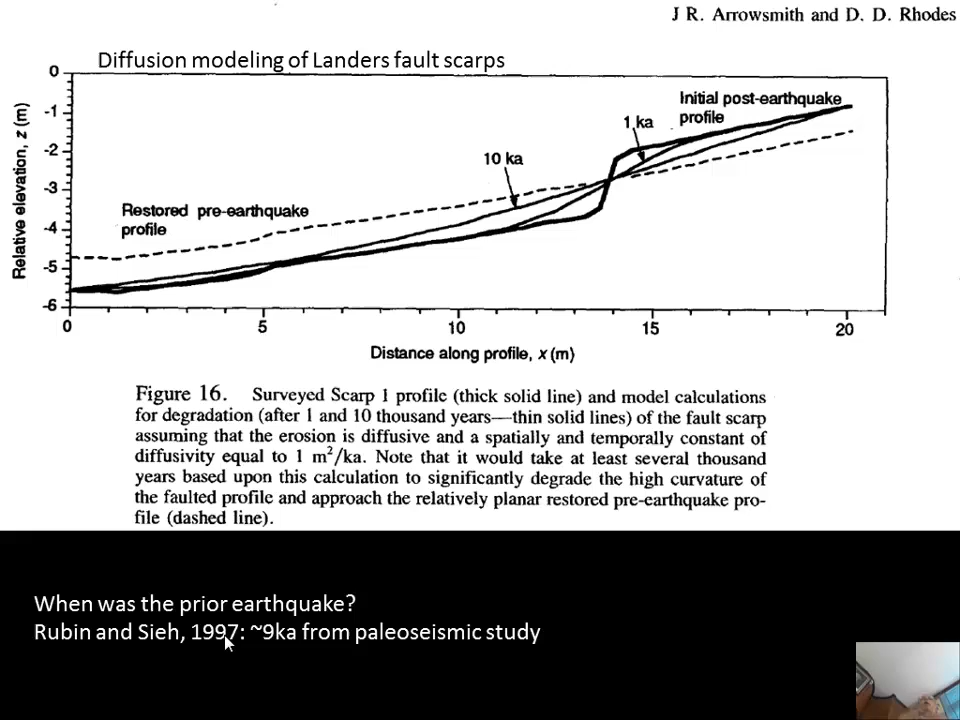 J R. Arrowsmith and D. D. Rhodes
Diffusion modeling of Landers fault scarps
0
-1
-2
-3
-4
-5
-6
Relative elevation, z (m)
Initial post-earthquake
profile
1 ka
10 ka
Restored pre-earthquake
profile
0
5
10
15
20
Distance along profile, x (m)
Figure 16. Surveyed Scarp 1 profile (thick solid line) and model calculations
for degradation (after 1 and 10 thousand years—thin solid lines) of the fault scarp
assuming that the erosion is diffusive and a spatially and temporally constant of
diffusivity equal to 1 m²/ka. Note that it would take at least several thousand
years based upon this calculation to significantly degrade the high curvature of
the faulted profile and approach the relatively planar restored pre-earthquake pro-
file (dashed line).
When was the prior earthquake?
Rubin and Sieh, 1997: ~9ka from paleoseismic study